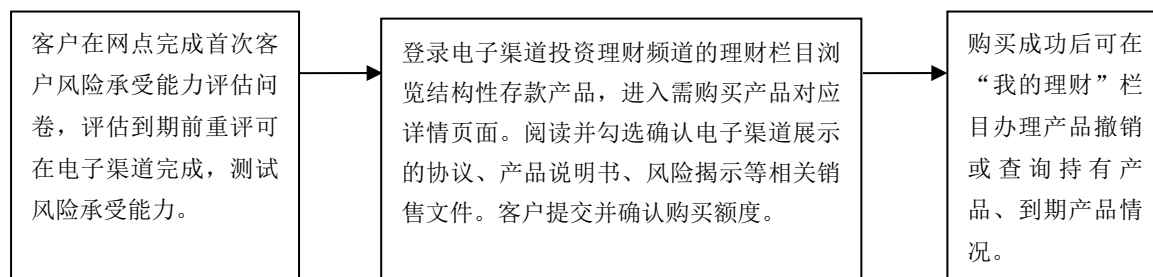 客户在网点完成首次客
户风险承受能力评估问
卷，评估到期前重评可
在电子渠道完成，测试
风险承受能力。
登录电子渠道投资理财频道的理财栏目浏
览结构性存款产品，进入需购买产品对应
详情页面。阅读并勾选确认电子渠道展示
的协议、产品说明书、风险揭示等相关销
售文件。客户提交并确认购买额度。
购买成功后可在
“我的理财”栏
目办理产品撤销
或查询持有产
品、到期产品情
况。